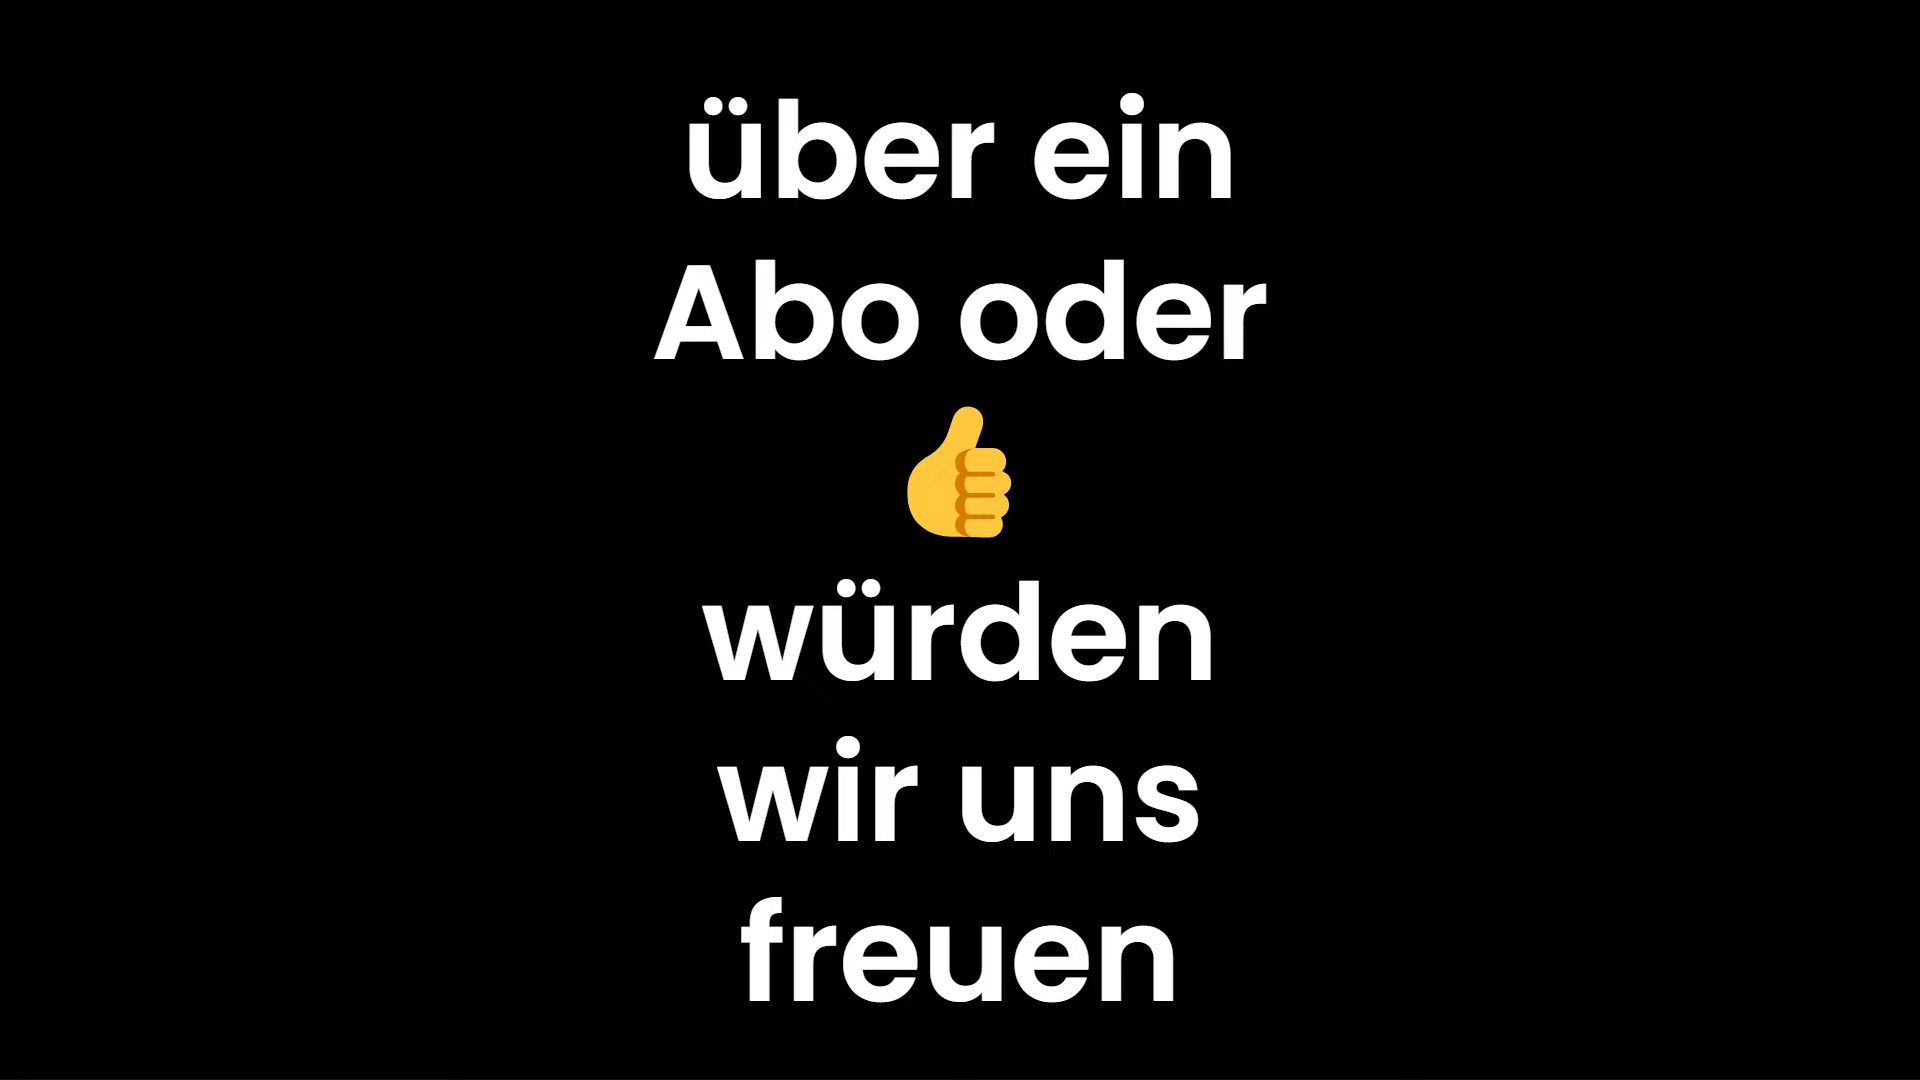 über ein
Abo oder
👍
würden
wir uns
freuen